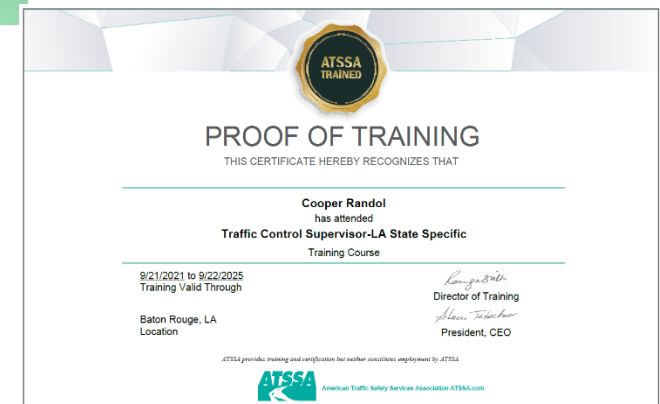 ATSSA
TRAINED
PROOF OF TRAINING
THIS CERTIFICATE HEREBY RECOGNIZES THAT
Cooper Randol
has attended
Traffic Control Supervisor-LA State Specific
Training Course
9/21/2021 to 9/22/2025
Training Valid Through
Director of Training
Baton Rouge, LA
Location
President, CEO
ATSSA provides training and certification but neither constitutes employment by ATSSA.
ATSSA
American Traffic Safety Services Association ATSSA.com